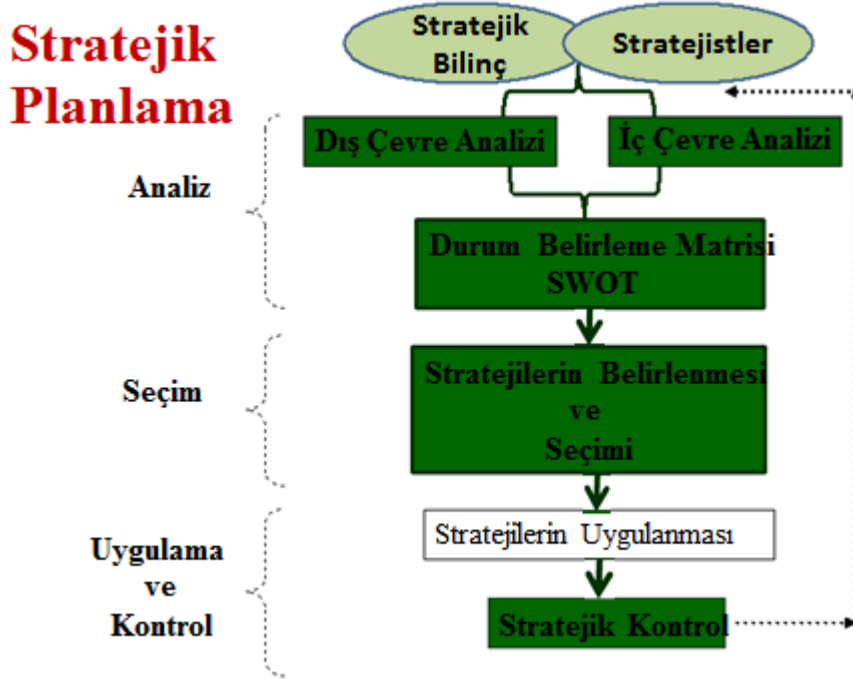 Stratejik
Planlama
Stratejik
Bilinç
Stratejistler
Dış Çevre Analizi
İç Çevre Analizi
Analiz
Durum Belirleme Matrisi
SWOT
Seçim
Stratejilerin Belirlenmesi
ve
Seçimi
Uygulama
ve
Kontrol
Stratejilerin Uygulanması
Stratejik Kontrol